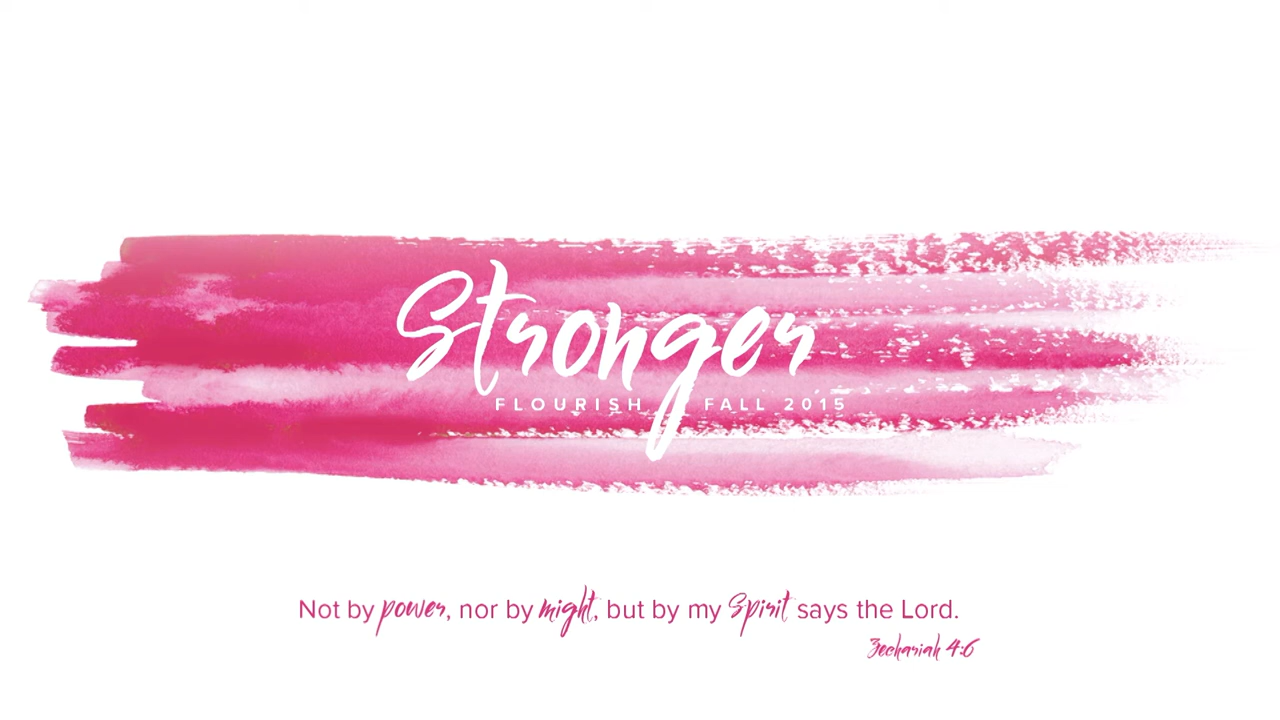 Stronger
FLOURISH FALL 2015
Not by power, nor by might, but by my Spirit says the Lord.
Zechariah 4:6